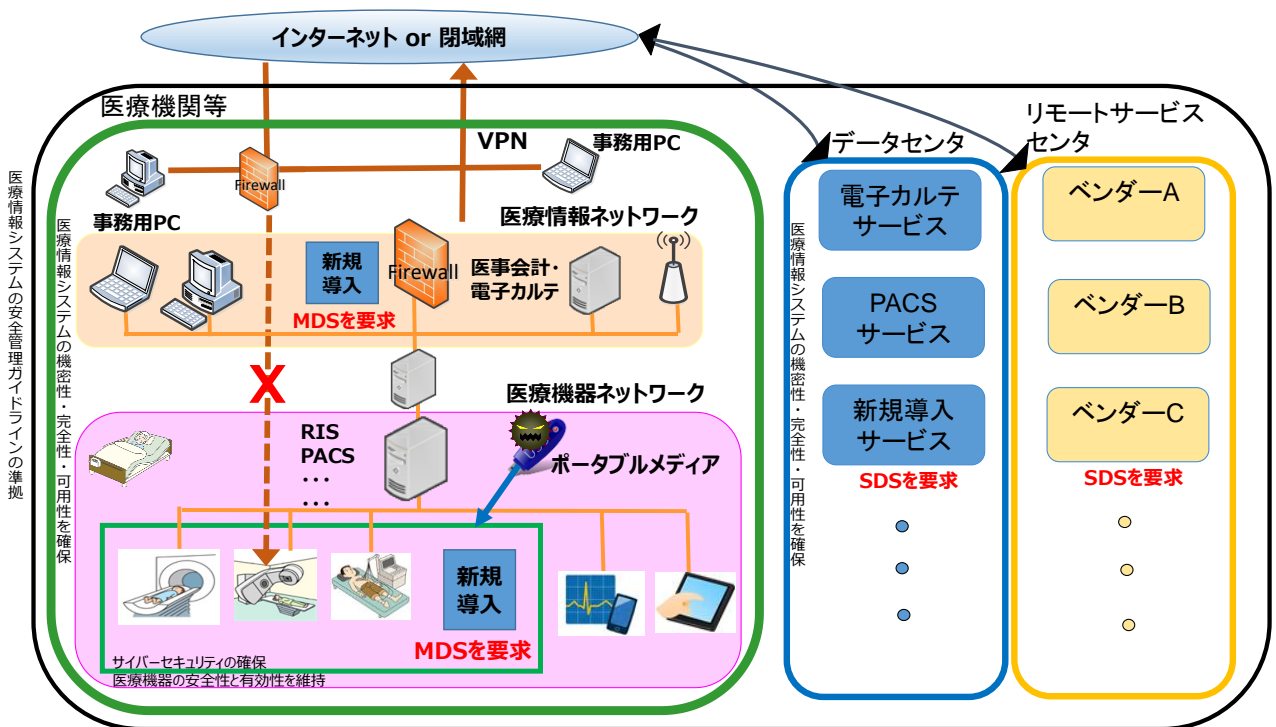 インターネット or 閉域網
医療機関等
VPN
事務用PC
Firewall
事務用PC
医療情報ネットワーク
新規
導入
MDSを要求
Firewall
医事会計・
電子カルテ
医療機器ネットワーク
X
RIS
PACS
・・・
・・・
ポータブルメディア
新規
導入
MDSを要求
サイバーセキュリティの確保
医療機器の安全性と有効性を維持
医療情報システムの安全管理ガイドラインの準拠
医療情報システムの機密性・完全性・可用性を確保
データセンタ
電子カルテ
サービス
PACS
サービス
新規導入
サービス
SDSを要求
医療情報システムの機密性・完全性・可用性を確保
リモートサービス
センタ
ベンダーA
ベンダーB
ベンダーC
SDSを要求